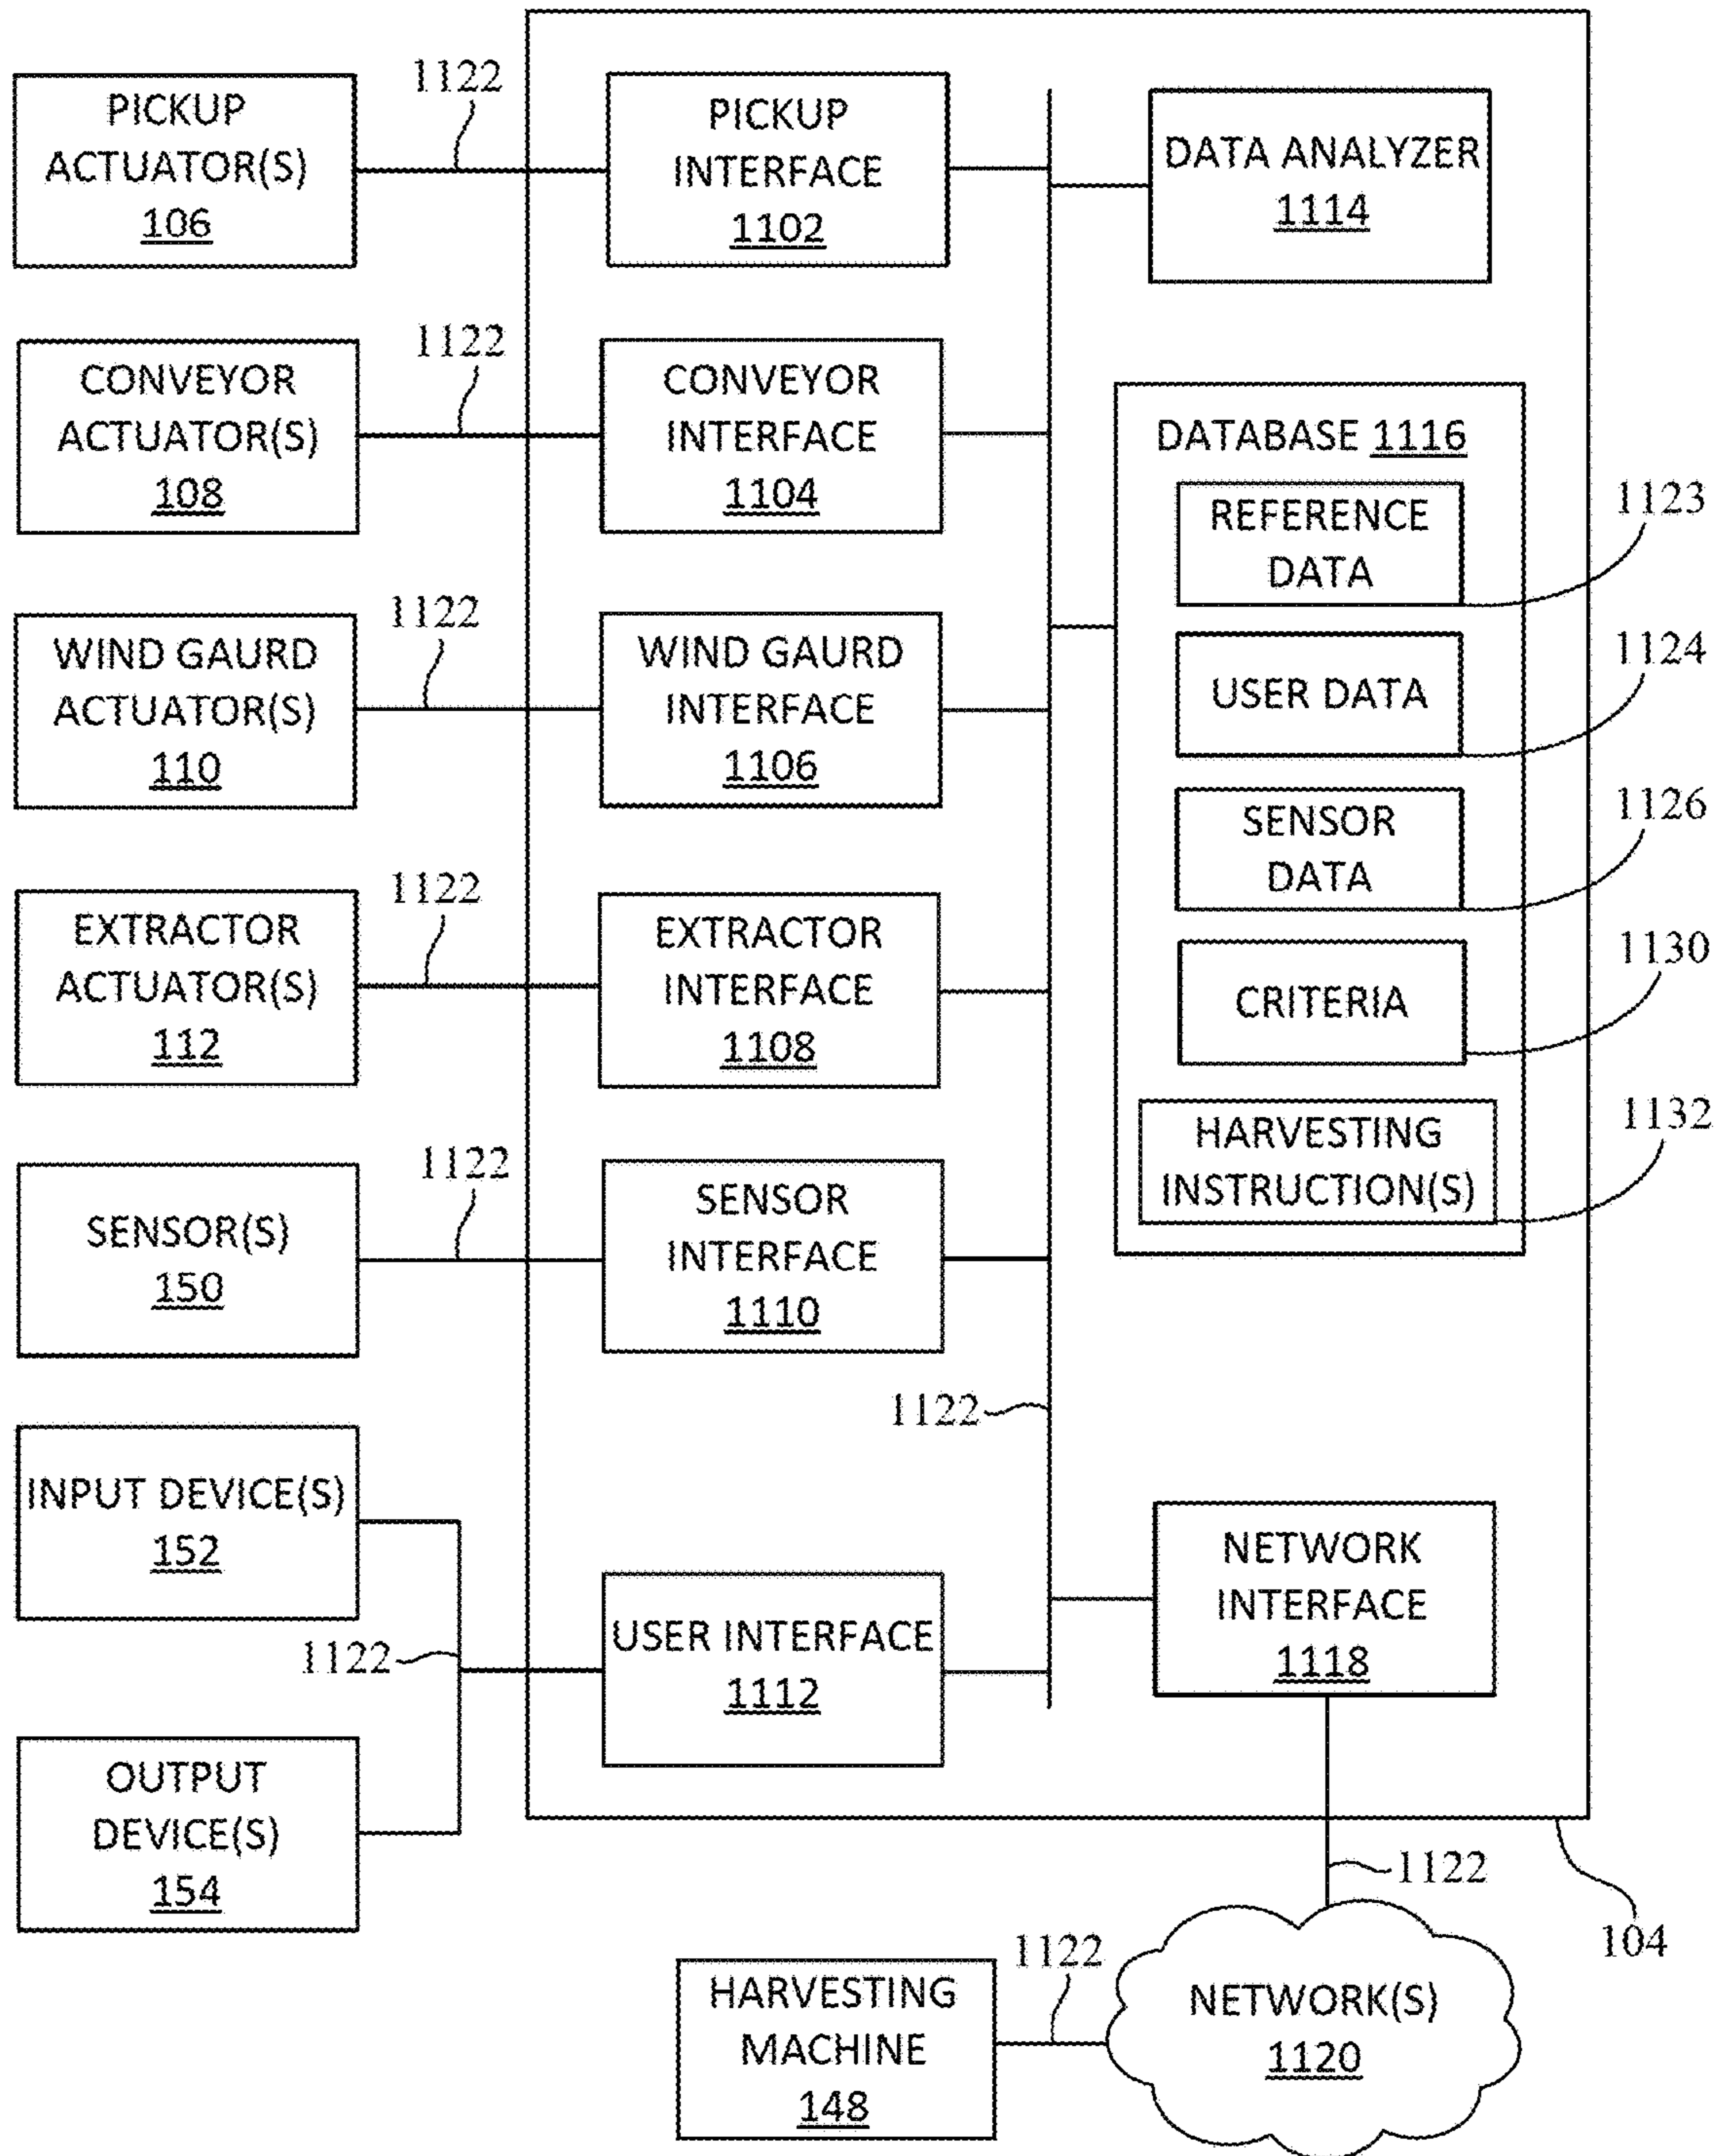 PICKUP
ACTUATOR(S)
106
1122
PICKUP
INTERFACE
1102
DATA ANALYZER
1114
CONVEYOR
ACTUATOR(S)
108
1122
CONVEYOR
INTERFACE
1104
DATABASE 1116
REFERENCE
DATA
1123
WIND GAURD
ACTUATOR(S)
110
1122
WIND GAURD
INTERFACE
1106
USER DATA
1124
SENSOR
DATA
1126
EXTRACTOR
ACTUATOR(S)
112
1122
EXTRACTOR
INTERFACE
1108
CRITERIA
1130
HARVESTING
INSTRUCTION(S)
1132
SENSOR(S)
150
1122
SENSOR
INTERFACE
1110
1122
INPUT DEVICE(S)
152
1122
USER INTERFACE
1112
NETWORK
INTERFACE
1118
OUTPUT
DEVICE(S)
154
1122
104
HARVESTING
MACHINE
148
1122
NETWORK(S)
1120